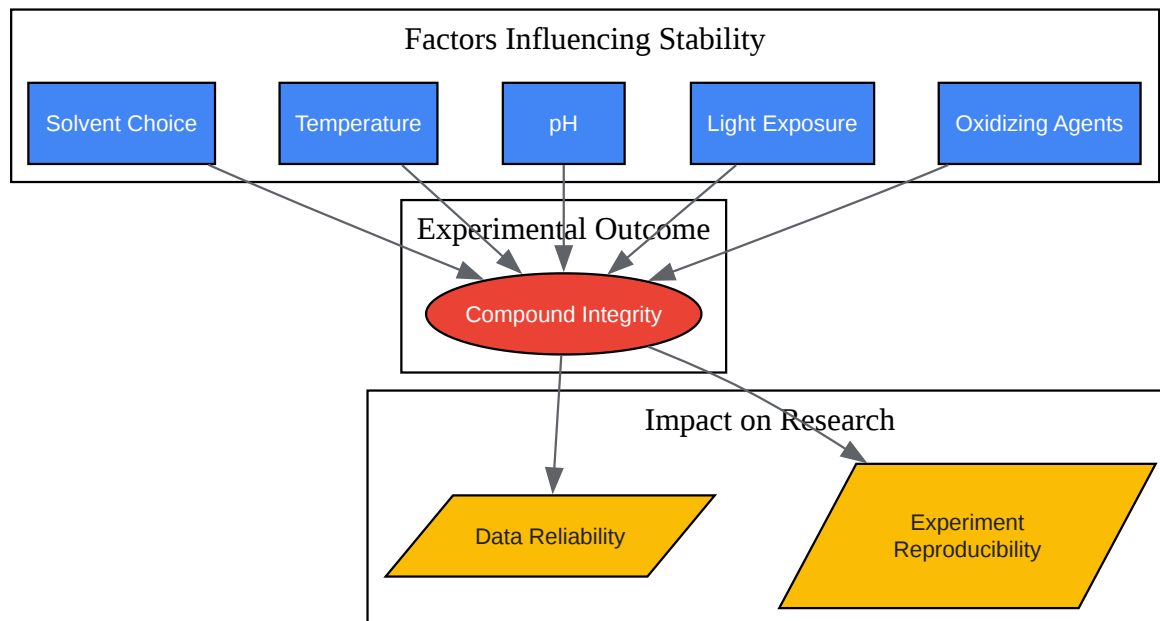 Factors Influencing Stability
Solvent Choice
Temperature
pH
Light Exposure
Oxidizing Agents
Experimental Outcome
Compound Integrity
Impact on Research
Data Reliability
Experiment
Reproducibility